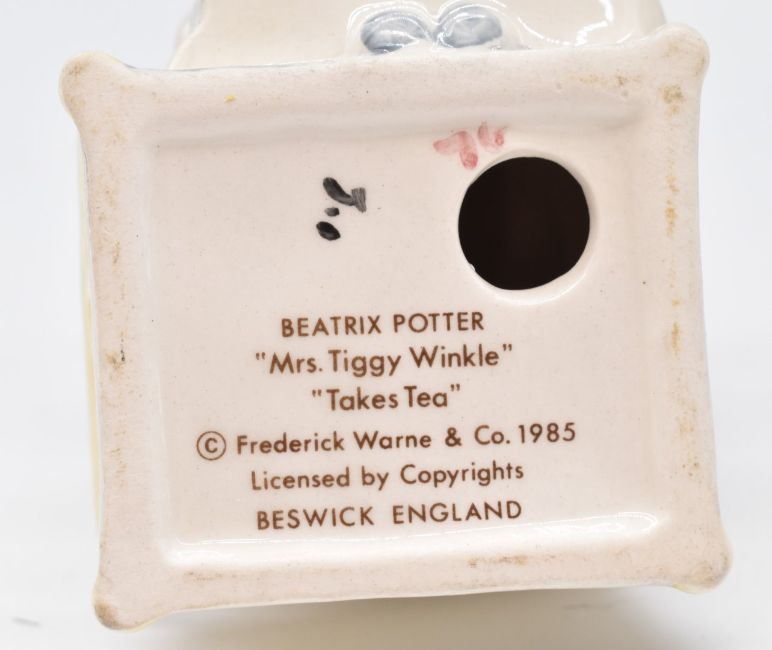 BEATRIX POTTER
"Mrs. Tiggy Winkle"
"Takes Tea"
© Frederick Warne & Co. 1985
Licensed by Copyrights
BESWICK ENGLAND